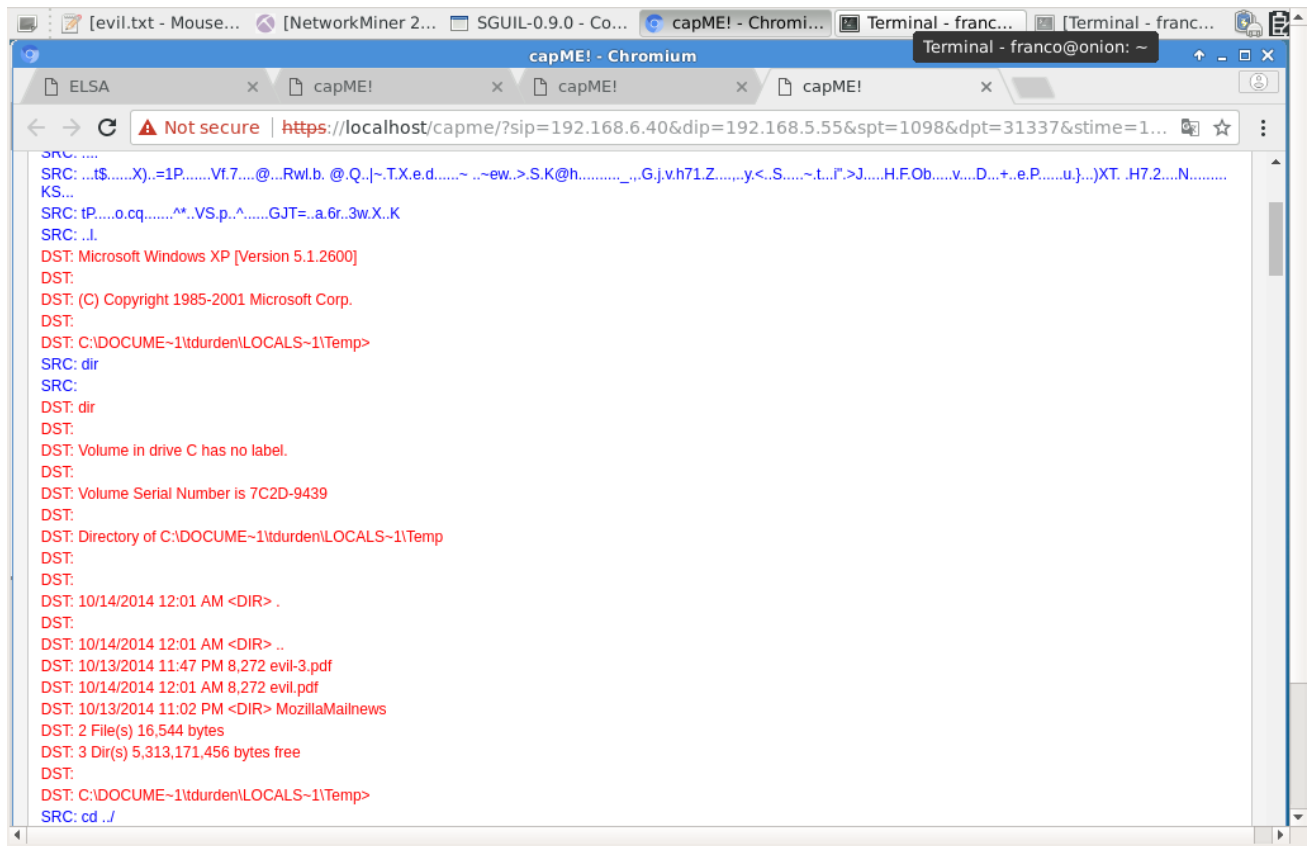 [evil.txt - Mouse... [NetworkMiner 2... SGUIL-0.9.0 - Co... capME! - Chromi... Terminal - franc... [Terminal - franc...
Terminal - franco@onion: ~
capME! - Chromium
ELSA capME! capME! capME!
Not secure https://localhost/capme/?sip=192.168.6.40&dip=192.168.5.55&spt=1098&dpt=31337&stime=1...
SRC: ....
SRC: ...t$......X)..=1P.......Vf.7....@...Rwl.b. @.Q..|~.T.X.e.d......~ ..~ew..>.S.K@h.........._.,.G.j.v.h71.Z....,..y.<..S.....~.t...i".>J.....H.F.Ob.....v....D...+..e.P......u.}...)XT. .H7.2....N.........
KS...
SRC: tP.....o.cq.......^*..VS.p..^......GJT=..a.6r..3w.X..K
SRC: ..I.
DST: Microsoft Windows XP [Version 5.1.2600]
DST:
DST: (C) Copyright 1985-2001 Microsoft Corp.
DST:
DST: C:\DOCUME~1\tdurden\LOCALS~1\Temp>
SRC: dir
SRC:
DST: dir
DST:
DST: Volume in drive C has no label.
DST:
DST: Volume Serial Number is 7C2D-9439
DST:
DST: Directory of C:\DOCUME~1\tdurden\LOCALS~1\Temp
DST:
DST:
DST: 10/14/2014 12:01 AM <DIR> .
DST:
DST: 10/14/2014 12:01 AM <DIR> ..
DST: 10/13/2014 11:47 PM 8,272 evil-3.pdf
DST: 10/14/2014 12:01 AM 8,272 evil.pdf
DST: 10/13/2014 11:02 PM <DIR> MozillaMailnews
DST: 2 File(s) 16,544 bytes
DST: 3 Dir(s) 5,313,171,456 bytes free
DST:
DST: C:\DOCUME~1\tdurden\LOCALS~1\Temp>
SRC: cd ../